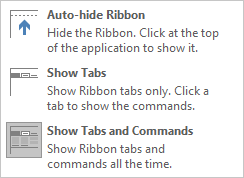 Auto-hide Ribbon
Hide the Ribbon. Click at the top
of the application to show it.
Show Tabs
Show Ribbon tabs only. Click a
tab to show the commands.
Show Tabs and Commands
Show Ribbon tabs and
commands all the time.